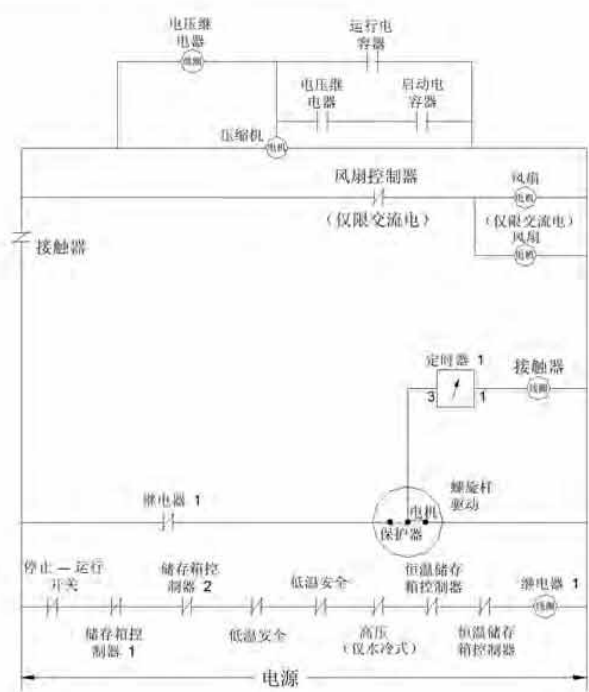 电压继
电器
线圈
运行电
容器
电压继
电器
启动电
容器
压缩机
电机
风扇控制器
(仅限交流电)
风扇
电机
(仅限交流电)
风扇
电机
接触器
定时器 1
3
1
接触器
线圈
继电器 1
螺旋杆
驱动
电机
保护器
停止—运行
开关
储存箱控
制器 1
储存箱控
制器 2
低温安全
低温安全
高压
(仅水冷式)
恒温储存
箱控制器
恒温储存
箱控制器
继电器 1
线圈
电源